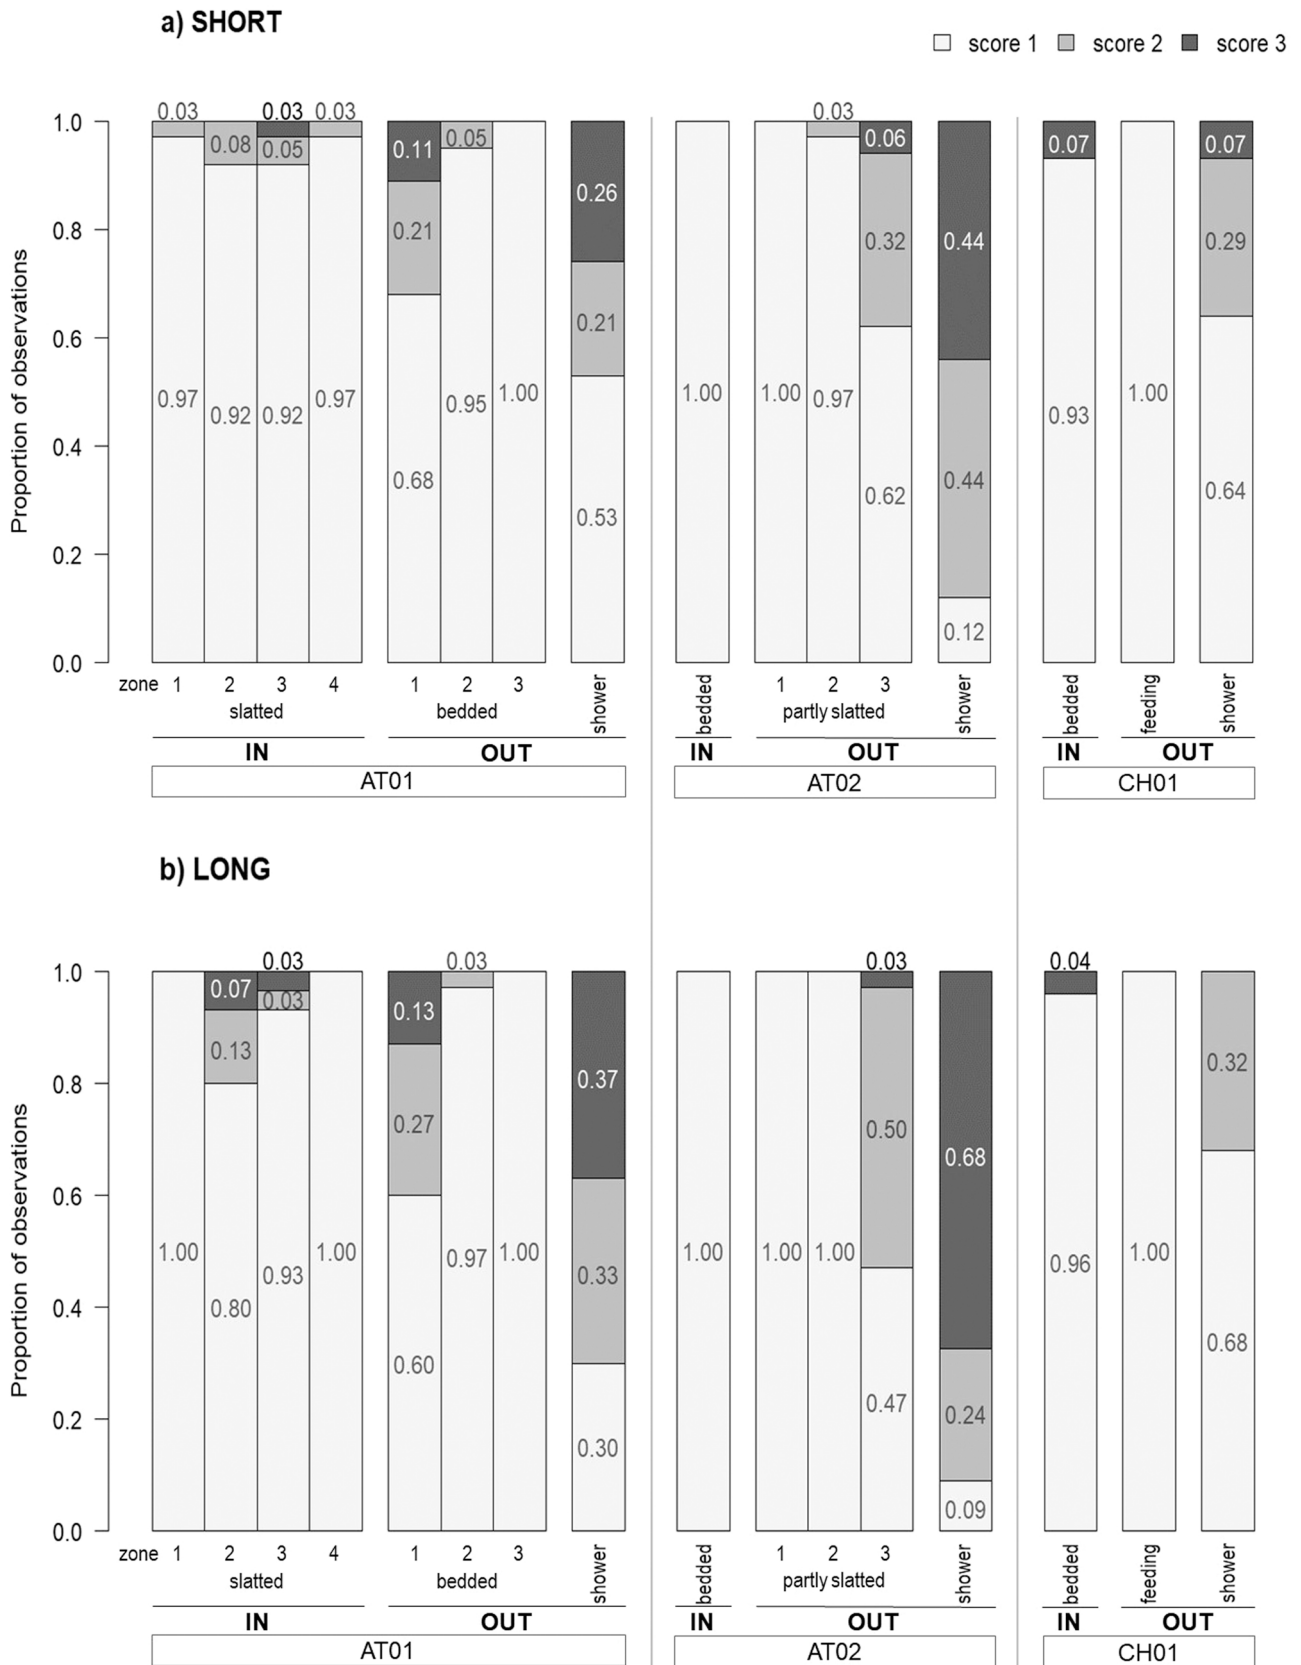 a) SHORT
score 1 score 2 score 3
Proportion of observations
1.0
0.8
0.6
0.4
0.2
0.0
0.03 0.03 0.03 0.03
0.08 0.05 0.11 0.05 0.06 0.07 0.07
0.26
0.21 0.32 0.44 0.29
0.21
0.97 0.92 0.92 0.97 0.95 1.00 1.00 1.00 0.97 0.93 1.00
0.68 0.62 0.44 0.64
0.53
0.12
zone 1 2 3 4 1 2 3 shower bedded 1 2 3 shower bedded feeding shower
slatted bedded partly slatted
IN OUT IN OUT IN OUT
AT01 AT02 CH01
b) LONG
Proportion of observations
1.0
0.8
0.6
0.4
0.2
0.0
0.03 0.03 0.03 0.04
0.07 0.03 0.13
0.13 0.37 0.32
0.27 0.50 0.68
1.00 0.80 0.93 1.00 0.97 1.00 0.33 1.00 1.00 1.00 0.96 1.00
0.60 0.47 0.24 0.68
0.30 0.09
zone 1 2 3 4 1 2 3 shower bedded 1 2 3 shower bedded feeding shower
slatted bedded partly slatted
IN OUT IN OUT IN OUT
AT01 AT02 CH01